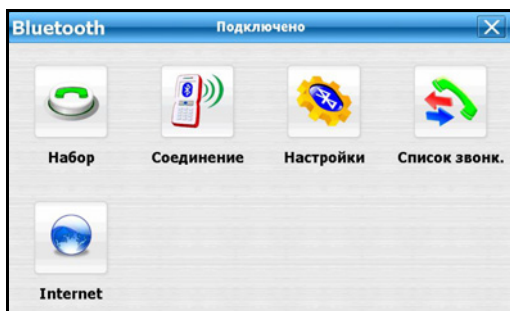 Bluetooth Подключено
Набор Соединение Настройки Список звонк.
Internet